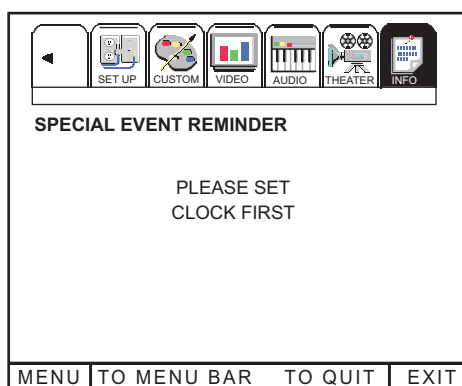 SET UP CUSTOM VIDEO AUDIO THEATER INFO
SPECIAL EVENT REMINDER
PLEASE SET
CLOCK FIRST
MENU TO MENU BAR TO QUIT EXIT